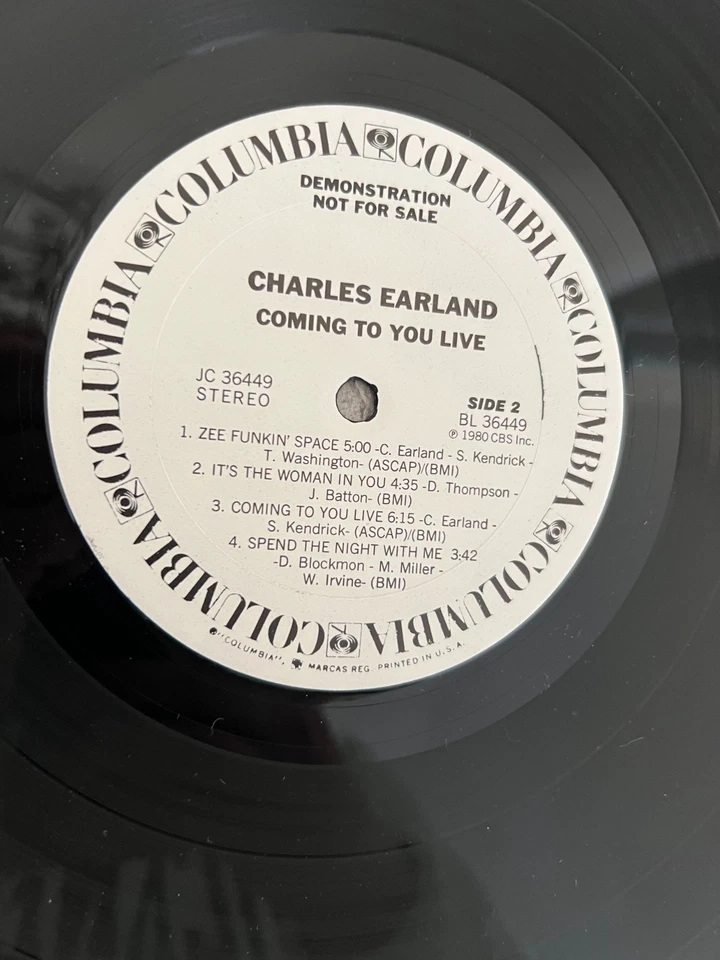 COLUMBIA COLUMBIA COLUMBIA COLUMBIA COLUMBIA COLUMBIA COLUMBIA COLUMBIA
DEMONSTRATION
NOT FOR SALE
CHARLES EARLAND
COMING TO YOU LIVE
JC 36449
STEREO
SIDE 2
BL 36449
℗ 1980 CBS Inc.
1. ZEE FUNKIN' SPACE 5:00 -C. Earland - S. Kendrick -
T. Washington- (ASCAP)/(BMI)
2. IT'S THE WOMAN IN YOU 4:35 -D. Thompson -
J. Batton- (BMI)
3. COMING TO YOU LIVE 6:15 -C. Earland -
S. Kendrick- (ASCAP)/(BMI)
4. SPEND THE NIGHT WITH ME 3:42
-D. Blockmon - M. Miller -
W. Irvine- (BMI)
"COLUMBIA", MARCAS REG. PRINTED IN U.S.A.